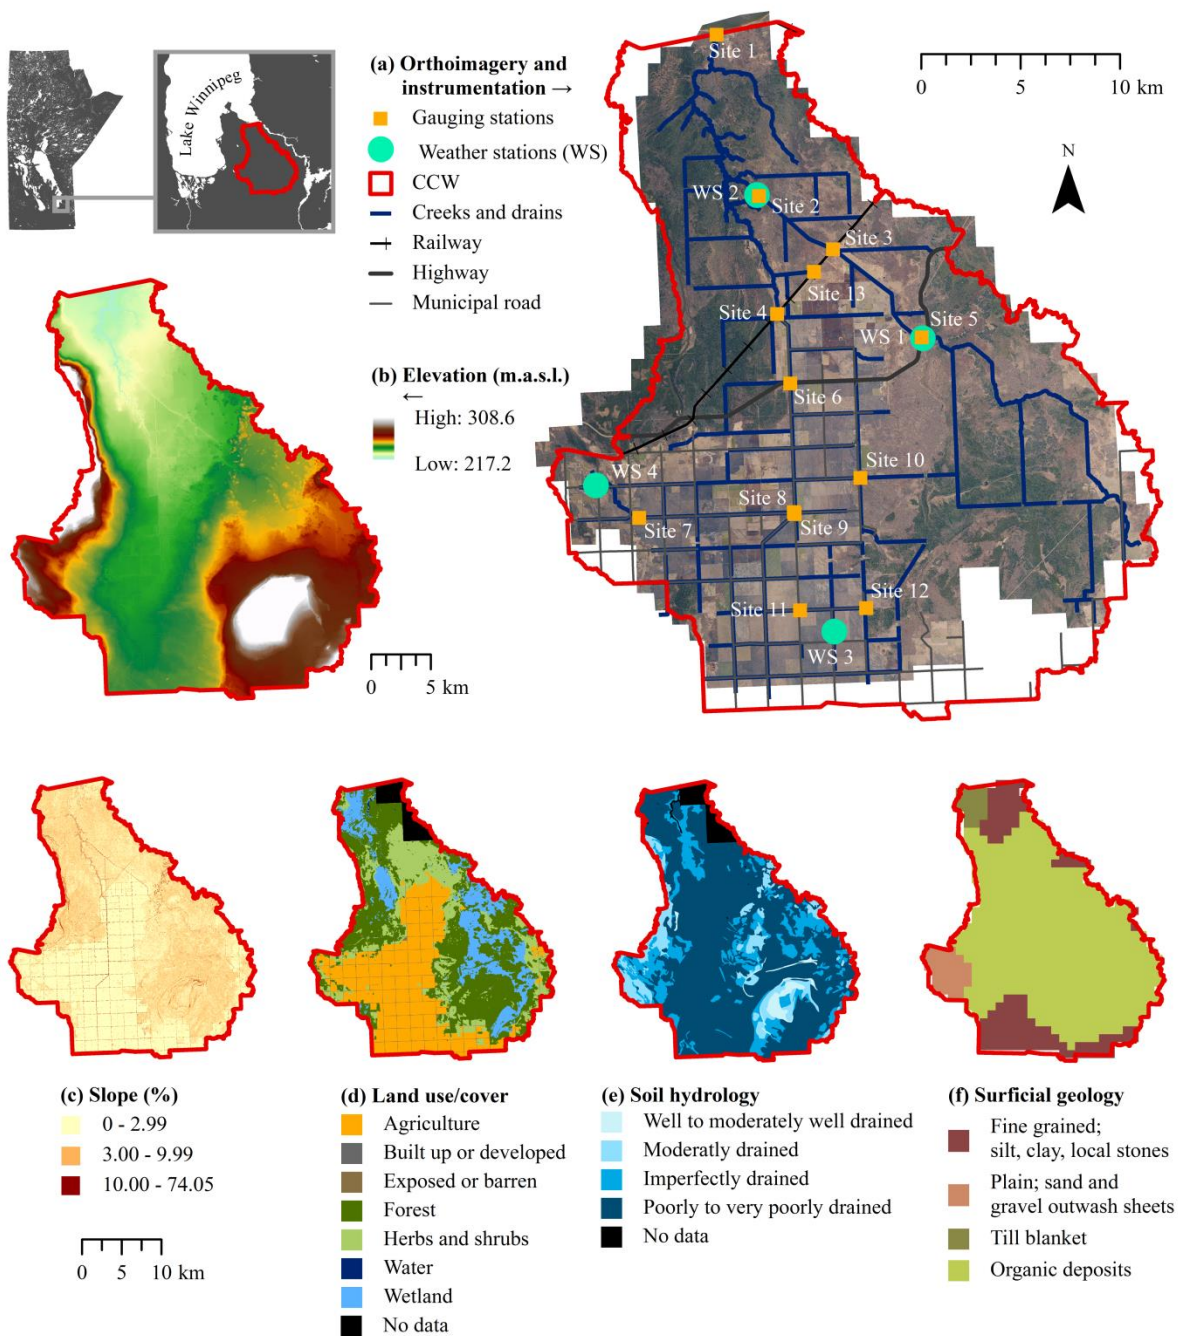 Lake Winnipeg
(a) Orthoimagery and
instrumentation →
Gauging stations
Weather stations (WS)
CCW
Creeks and drains
Railway
Highway
Municipal road
(b) Elevation (m.a.s.l.)
←
High: 308.6
Low: 217.2
0 5 km
0 5 10 km
N
Site 1
WS 2
Site 2
Site 3
Site 13
Site 4
Site 5
WS 1
Site 6
WS 4
Site 10
Site 8
Site 7
Site 9
Site 12
Site 11
WS 3
(c) Slope (%)
0 - 2.99
3.00 - 9.99
10.00 - 74.05
0 5 10 km
(d) Land use/cover
Agriculture
Built up or developed
Exposed or barren
Forest
Herbs and shrubs
Water
Wetland
No data
(e) Soil hydrology
Well to moderately well drained
Moderatly drained
Imperfectly drained
Poorly to very poorly drained
No data
(f) Surficial geology
Fine grained;
silt, clay, local stones
Plain; sand and
gravel outwash sheets
Till blanket
Organic deposits